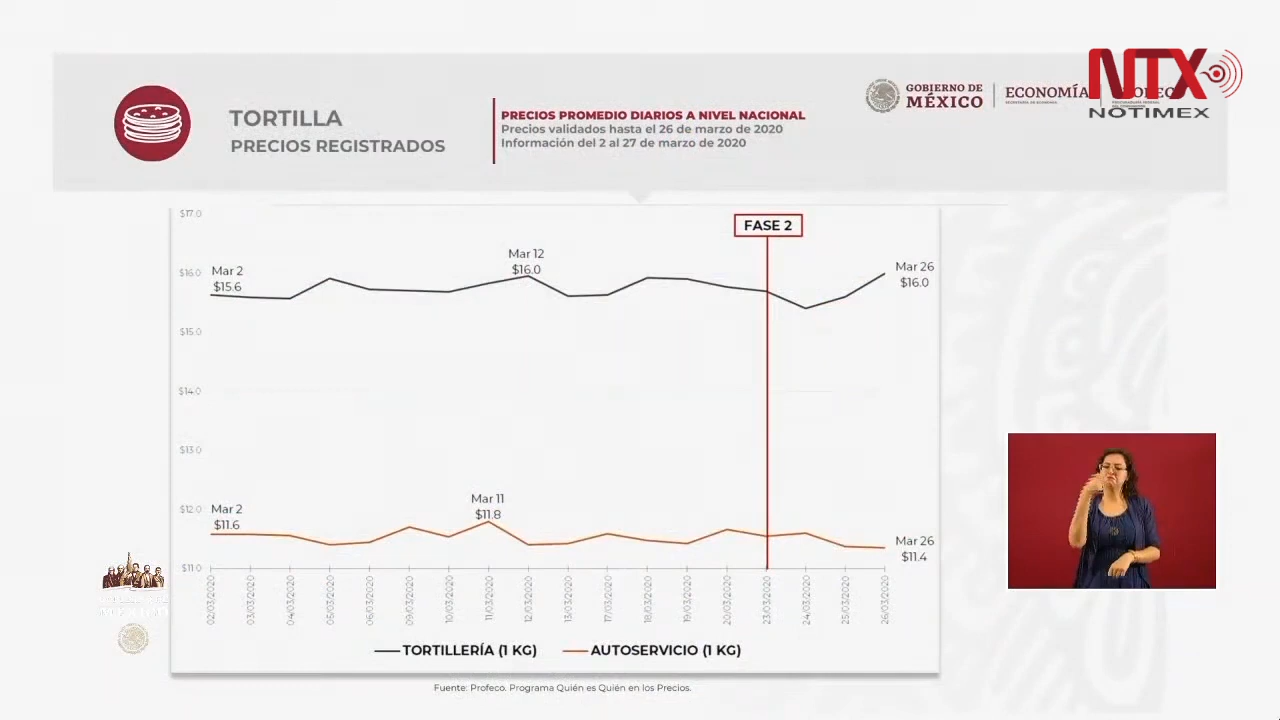 TORTILLA
PRECIOS REGISTRADOS
PRECIOS PROMEDIO DIARIOS A NIVEL NACIONAL
Precios validados hasta el 26 de marzo de 2020
Información del 2 al 27 de marzo de 2020
GOBIERNO DE
MÉXICO
ECONOMÍA
NTX
NOTIMEX
$17.0
FASE 2
$16.0
Mar 2
$15.6
Mar 12
$16.0
Mar 26
$16.0
$15.0
$14.0
$13.0
$12.0
Mar 2
$11.6
Mar 11
$11.8
Mar 26
$11.4
$11.0
02/03/2020
03/03/2020
04/03/2020
05/03/2020
06/03/2020
09/03/2020
10/03/2020
11/03/2020
12/03/2020
13/03/2020
17/03/2020
18/03/2020
19/03/2020
20/03/2020
23/03/2020
24/03/2020
25/03/2020
26/03/2020
TORTILLERÍA (1 KG)
AUTOSERVICIO (1 KG)
Fuente: Profeco. Programa Quién es Quién en los Precios.